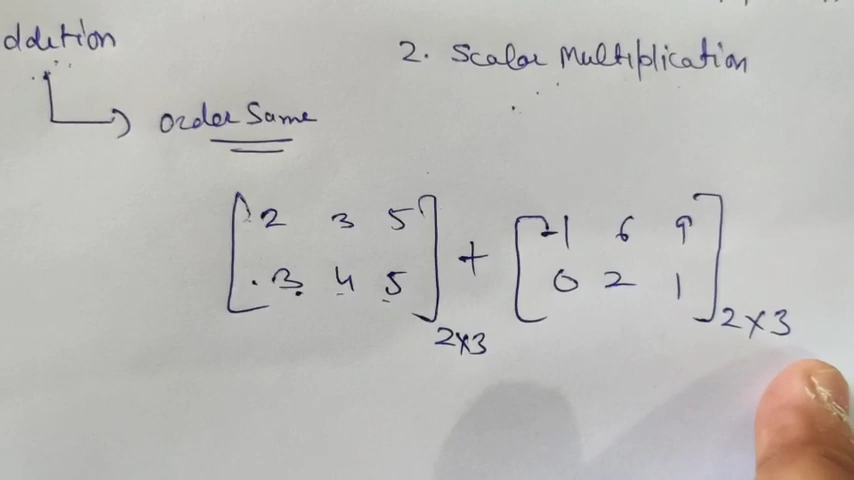 ddition
2. Scalar Multiplication
Order Same
[2 3 5] + [-1 6 9]
[3 4 5] [0 2 1]
2x3 2x3